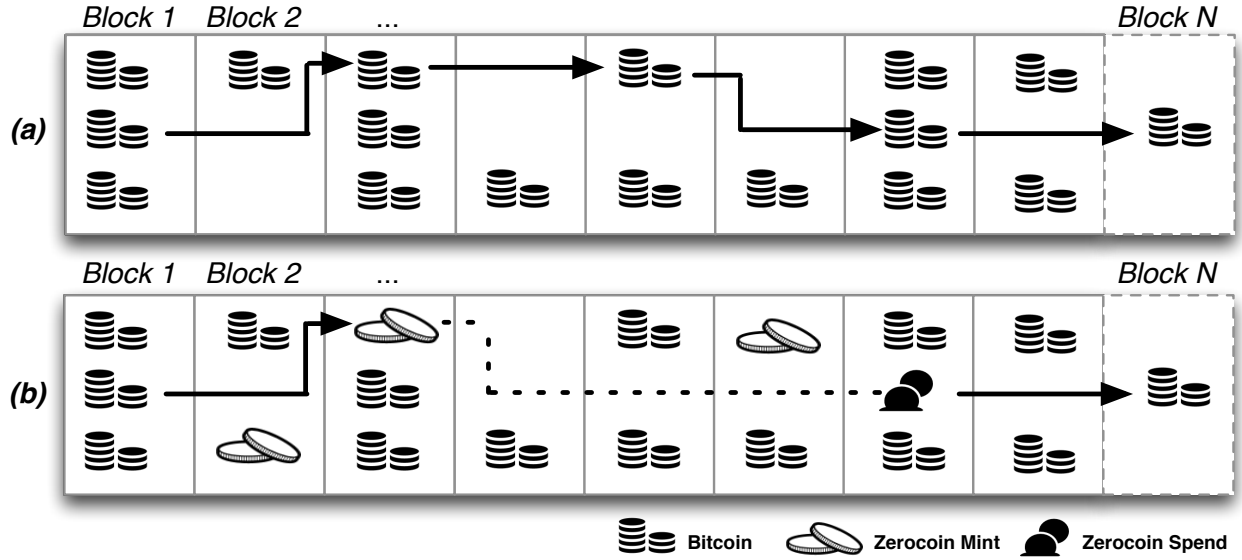 Block 1 Block 2 ... Block N
(a)
Block 1 Block 2 ... Block N
(b)
Bitcoin Zerocoin Mint Zerocoin Spend